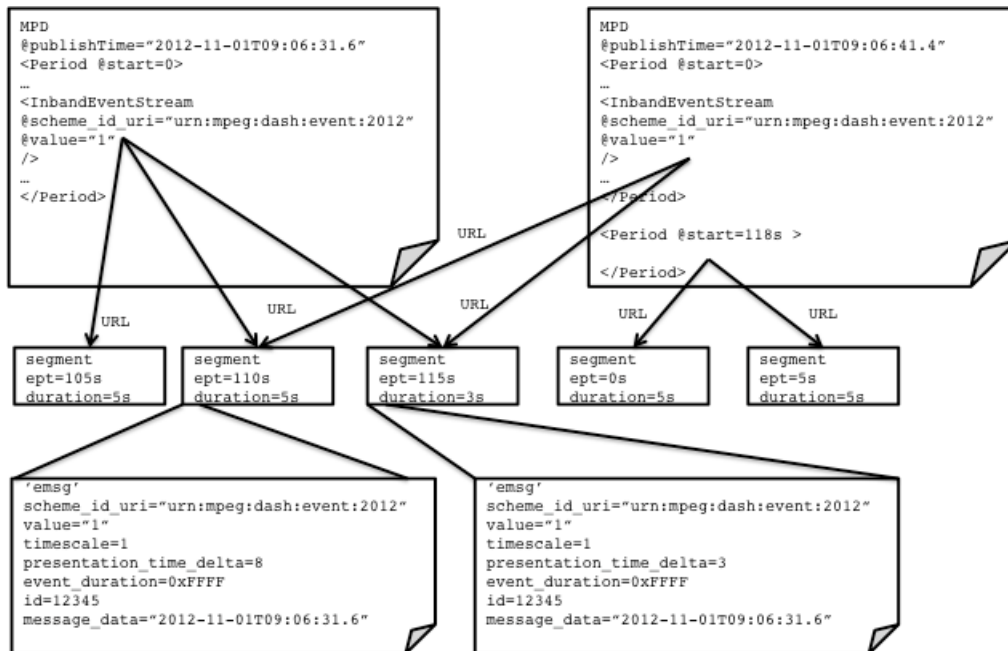 MPD
@publishTime=“2012-11-01T09:06:31.6”
<Period @start=0>
…
<InbandEventStream
@scheme_id_uri=“urn:mpeg:dash:event:2012”
@value=“1”
/>
…
</Period>
MPD
@publishTime=“2012-11-01T09:06:41.4”
<Period @start=0>
…
<InbandEventStream
@scheme_id_uri=“urn:mpeg:dash:event:2012”
@value=“1”
/>
…
</Period>
<Period @start=118s >
</Period>
URL
URL
URL
URL
URL
URL
segment
ept=105s
duration=5s
segment
ept=110s
duration=5s
segment
ept=115s
duration=3s
segment
ept=0s
duration=5s
segment
ept=5s
duration=5s
‘emsg’
scheme_id_uri=“urn:mpeg:dash:event:2012”
value=“1”
timescale=1
presentation_time_delta=8
event_duration=0xFFFF
id=12345
message_data=“2012-11-01T09:06:31.6”
‘emsg’
scheme_id_uri=“urn:mpeg:dash:event:2012”
value=“1”
timescale=1
presentation_time_delta=3
event_duration=0xFFFF
id=12345
message_data=“2012-11-01T09:06:31.6”